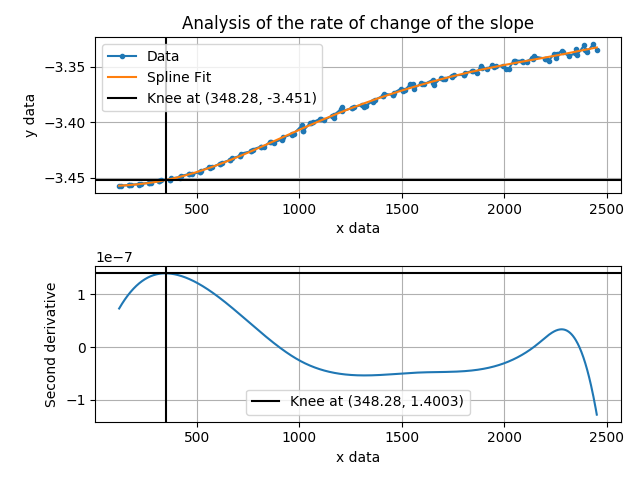 Analysis of the rate of change of the slope
Data
Spline Fit
Knee at (348.28, -3.451)
−3.35
−3.40
−3.45
y data
500
1000
1500
2000
2500
x data
1e−7
1
0
−1
Second derivative
Knee at (348.28, 1.4003)
500
1000
1500
2000
2500
x data